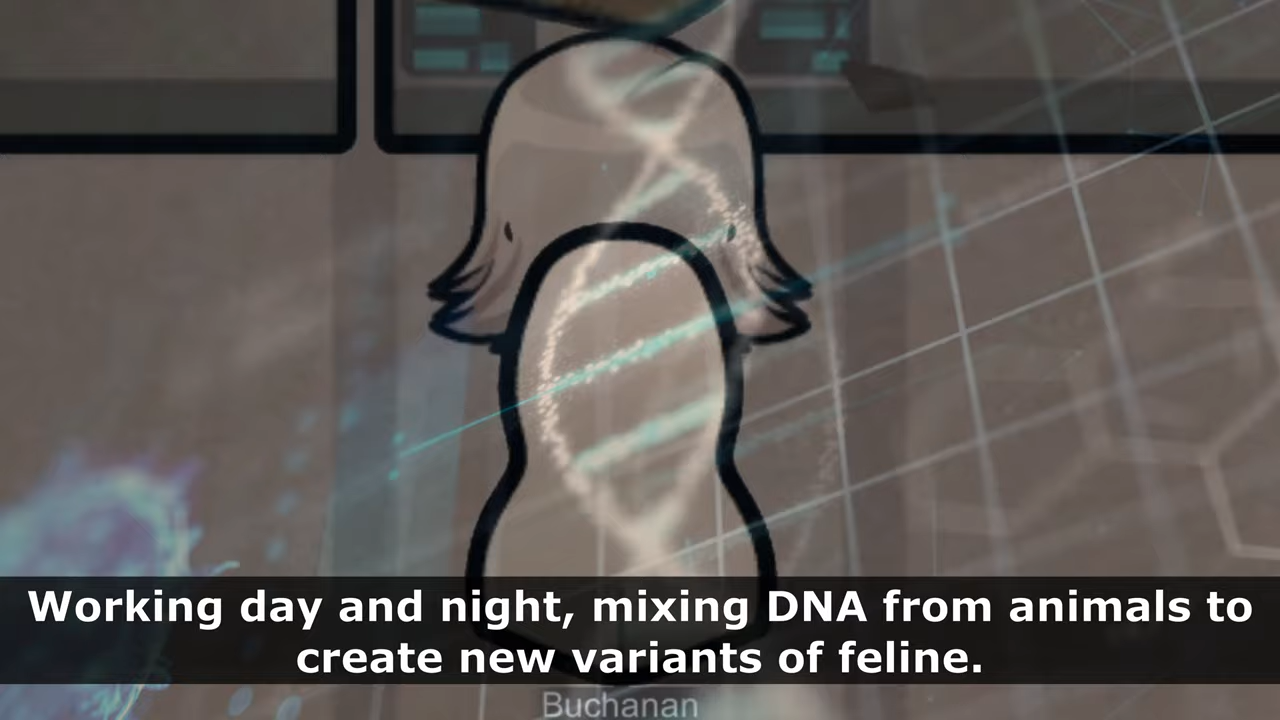 Working day and night, mixing DNA from animals to
create new variants of feline.
Buchanan